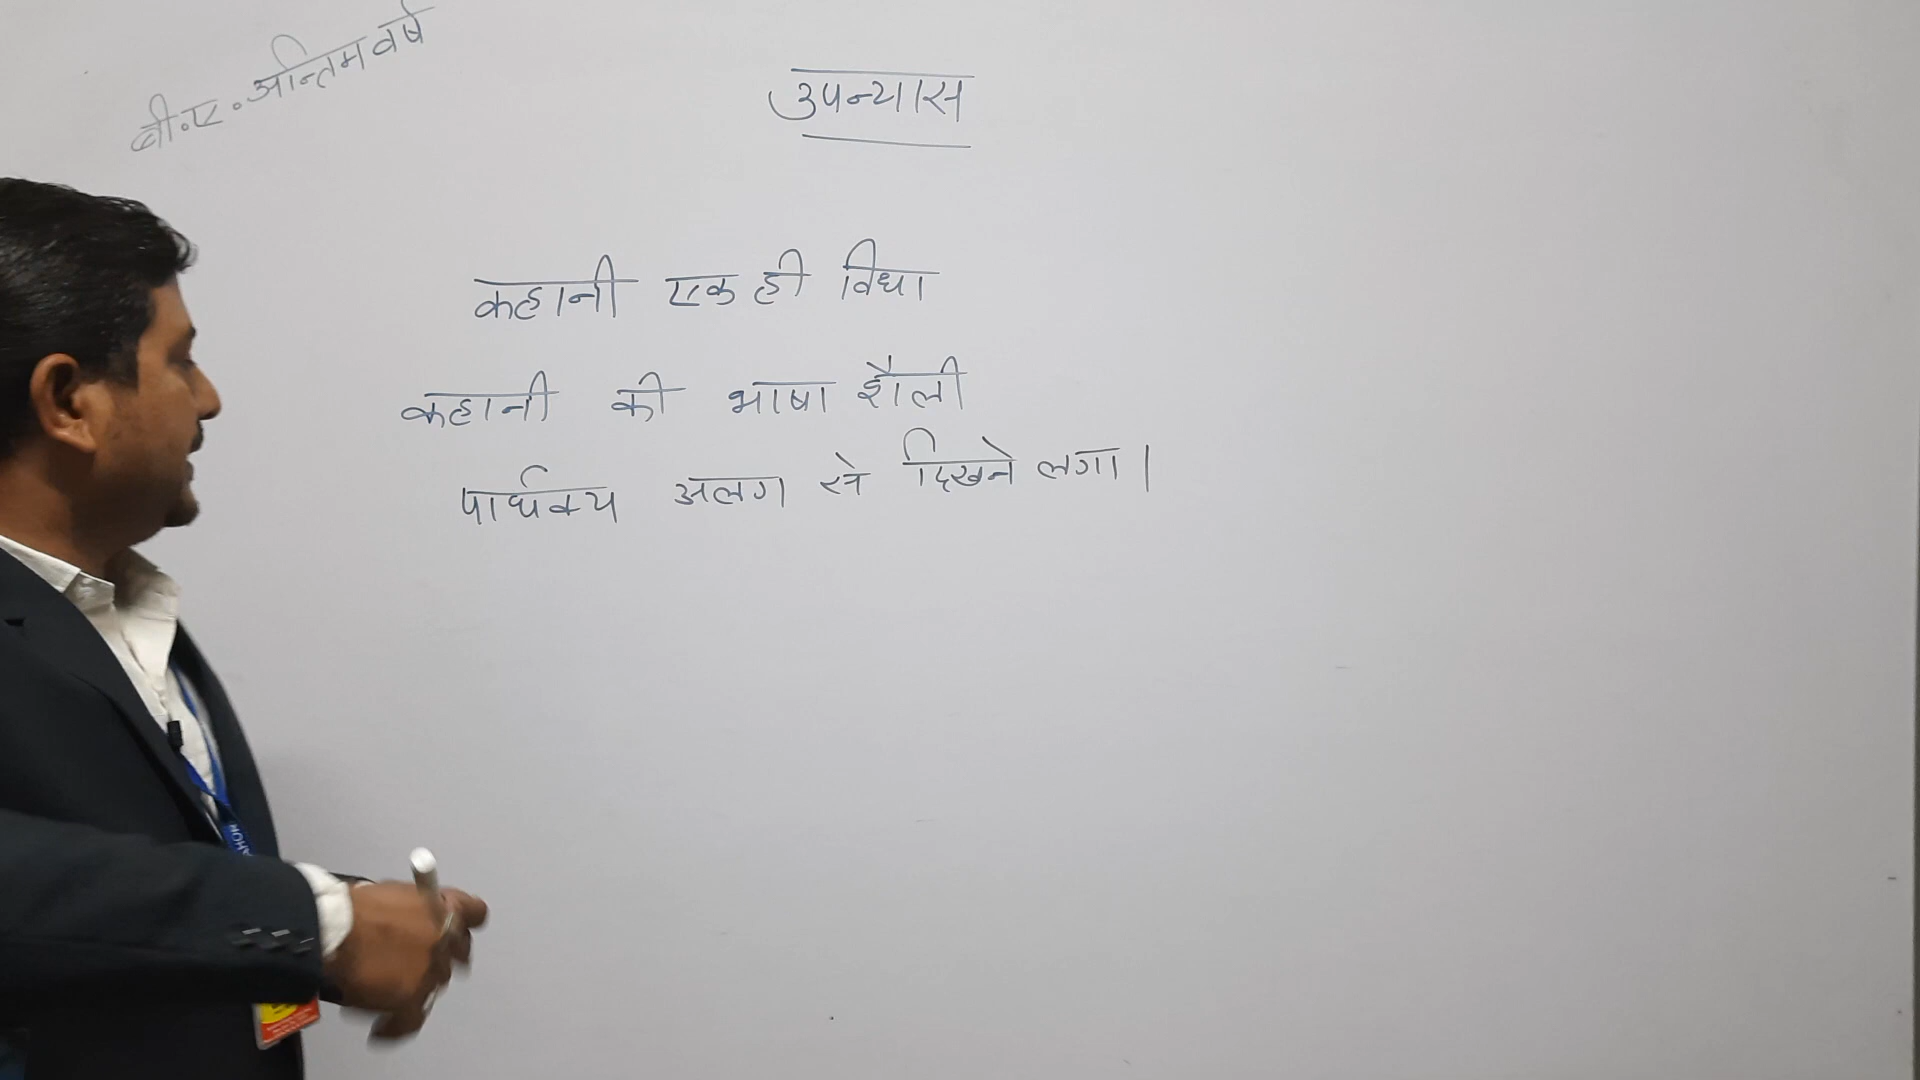 बी.ए. अन्तिम वर्ष
उपन्यास
कहानी एक ही विधा
कहानी की भाषा शैली
पार्थक्य अलग से दिखने लगा।